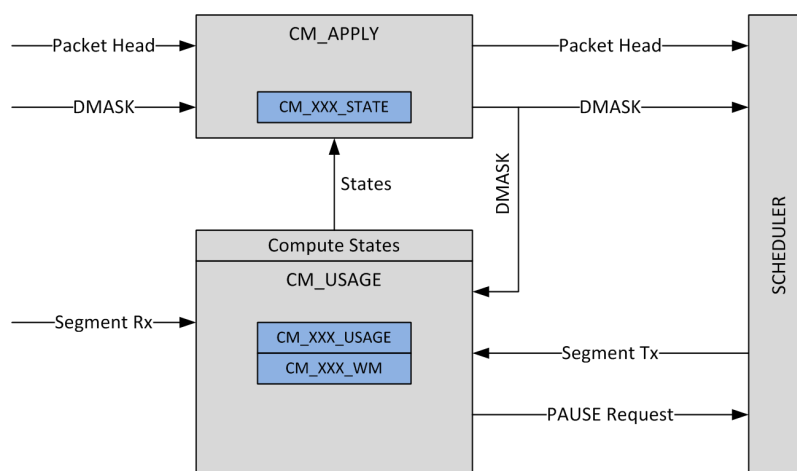 Packet Head
CM_APPLY
Packet Head
DMASK
CM_XXX_STATE
DMASK
States
DMASK
SCHEDULER
Compute States
CM_USAGE
Segment Rx
CM_XXX_USAGE
CM_XXX_WM
Segment Tx
PAUSE Request